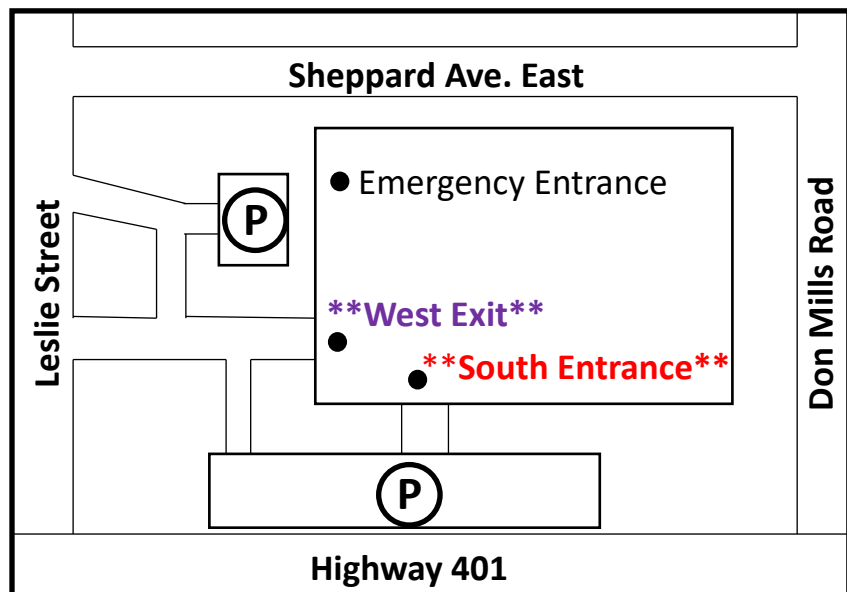 Sheppard Ave. East
Emergency Entrance
P
Leslie Street
Don Mills Road
**West Exit**
**South Entrance**
P
Highway 401